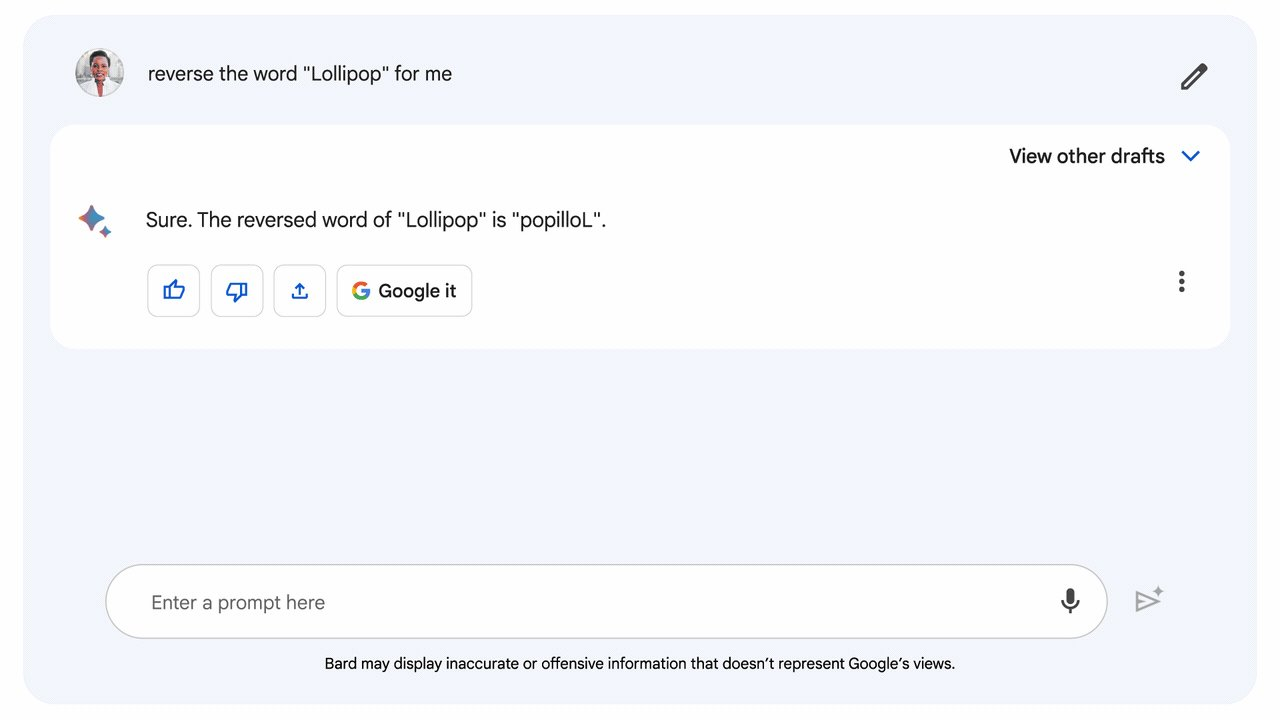 reverse the word "Lollipop" for me
View other drafts
Sure. The reversed word of "Lollipop" is "popilloL".
Google it
Enter a prompt here
Bard may display inaccurate or offensive information that doesn’t represent Google’s views.